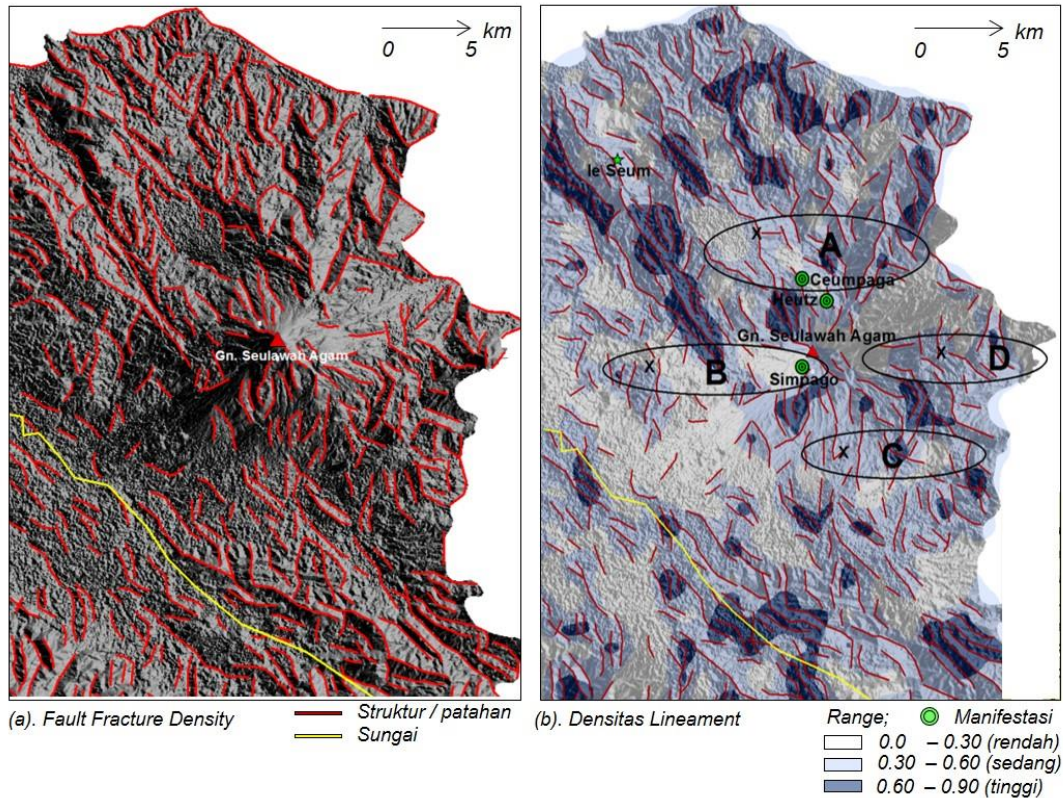 km
0 5
Gn. Seulawah Agam
(a). Fault Fracture Density
Struktur / patahan
Sungai
km
0 5
Ie Seum
X
A
Ceumpaga
Heutz
Gn. Seulawah Agam
X
B
Simpago
X
D
X
C
(b). Densitas Lineament
Range; Manifestasi
0.0 – 0.30 (rendah)
0.30 – 0.60 (sedang)
0.60 – 0.90 (tinggi)